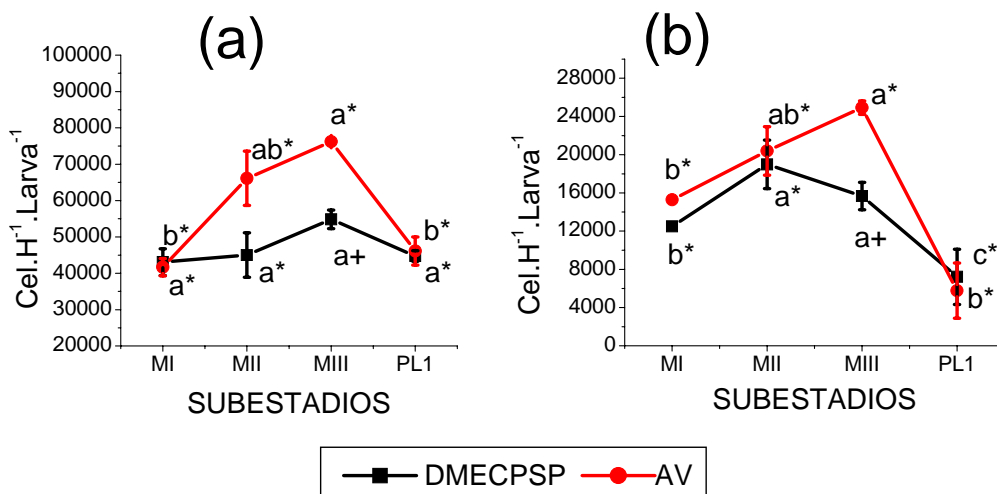 (a)
100000
90000
80000
70000
60000
50000
40000
30000
20000
Cel.H-1.Larva-1
b*
ab*
a*
b*
a*
a*
a+
a*
MI MII MIII PL1
SUBESTADIOS
(b)
28000
24000
20000
16000
12000
8000
4000
0
Cel.H-1.Larva-1
b*
ab*
a*
b*
a*
a+
c*
b*
MI MII MIII PL1
SUBESTADIOS
DMECPSP AV